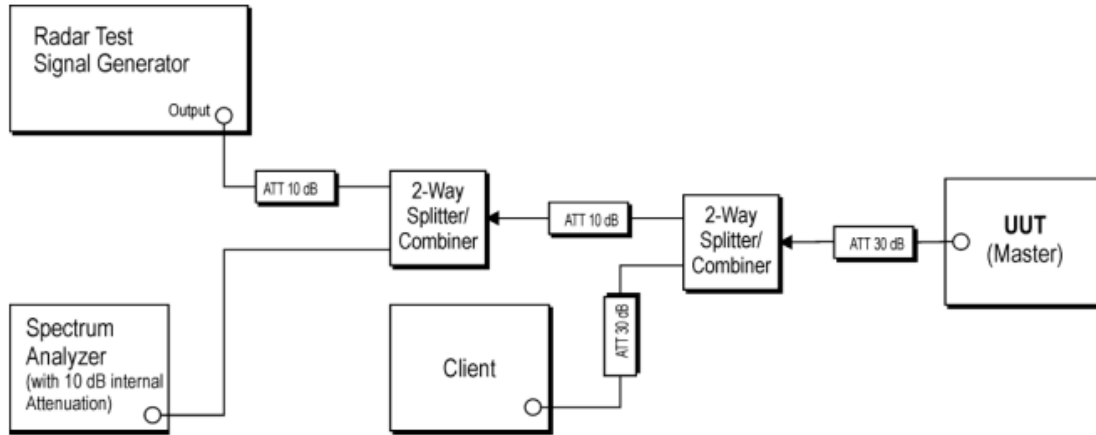 Radar Test
Signal Generator
Output
ATT 10 dB
2-Way
Splitter/
Combiner
ATT 10 dB
2-Way
Splitter/
Combiner
ATT 30 dB
UUT
(Master)
Spectrum
Analyzer
(with 10 dB internal
Attenuation)
Client
ATT 30 dB